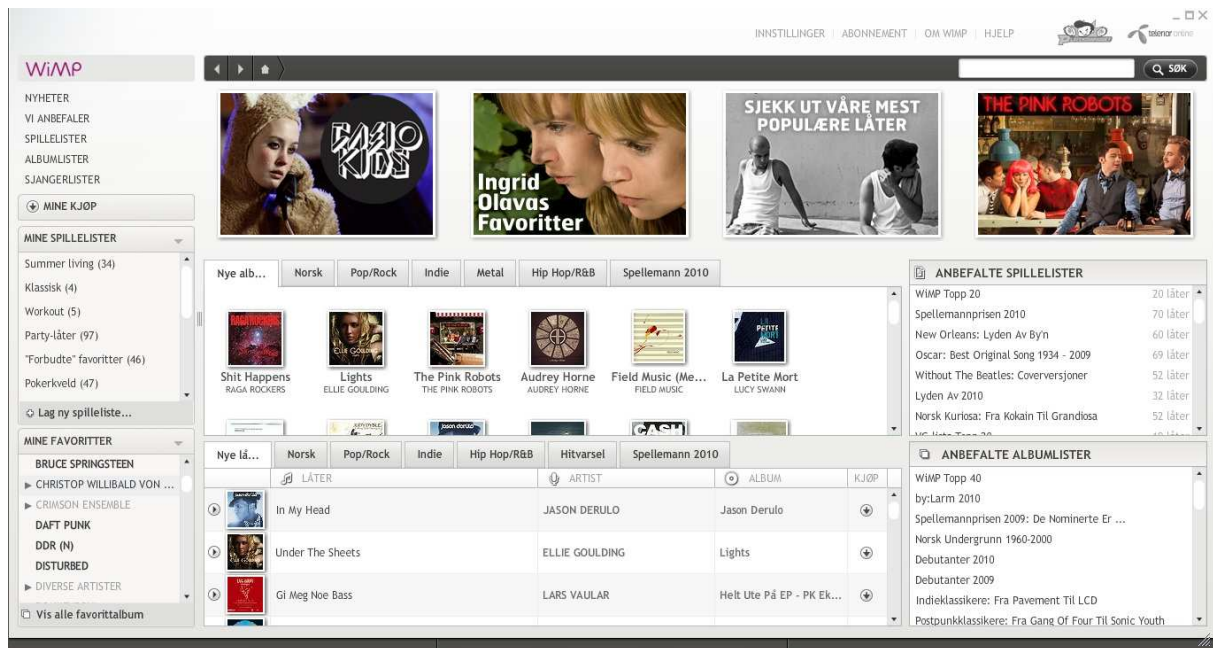 INNSTILLINGER ABONNEMENT OM WIMP HJELP telenor online
WiMP
SØK
NYHETER
VI ANBEFALER
SPILLELISTER
ALBUMLISTER
SJANGERLISTER
MINE KJØP
MINE SPILLELISTER
Summer living (34)
Klassisk (4)
Workout (5)
Party-låter (97)
"Forbudte" favoritter (46)
Pokerkveld (47)
Lag ny spilleliste...
MINE FAVORITTER
BRUCE SPRINGSTEEN
CHRISTOP WILLIBALD VON ...
CRIMSON ENSEMBLE
DAFT PUNK
DDR (N)
DISTURBED
DIVERSE ARTISTER
Vis alle favorittalbum
CASIO
KIDS
Ingrid
Olavas
Favoritter
SJEKK UT VÅRE MEST
POPULÆRE LÅTER
THE PINK ROBOTS
Nye alb... Norsk Pop/Rock Indie Metal Hip Hop/R&B Spellemann 2010
RAGA ROCKERS
ELLIE GOULDING
PETITE
MORT
Shit Happens Lights The Pink Robots Audrey Horne Field Music (Me... La Petite Mort
RAGA ROCKERS ELLIE GOULDING THE PINK ROBOTS AUDREY HORNE FIELD MUSIC LUCY SWANN
jason derulo
CASH
Nye lå... Norsk Pop/Rock Indie Hip Hop/R&B Hitvarsel Spellemann 2010
LÅTER ARTIST ALBUM KJØP
In My Head JASON DERULO Jason Derulo
Under The Sheets ELLIE GOULDING Lights
Gi Meg Noe Bass LARS VAULAR Helt Ute På EP - PK Ek...
ANBEFALTE SPILLELISTER
WiMP Topp 20 20 låter
Spellemannprisen 2010 70 låter
New Orleans: Lyden Av By'n 60 låter
Oscar: Best Original Song 1934 - 2009 69 låter
Without The Beatles: Coverversjoner 52 låter
Lyden Av 2010 32 låter
Norsk Kuriosa: Fra Kokain Til Grandiosa 52 låter
ANBEFALTE ALBUMLISTER
WiMP Topp 40
by:Larm 2010
Spellemannprisen 2009: De Nominerte Er ...
Norsk Undergrunn 1960-2000
Debutanter 2010
Debutanter 2009
Indieklassikere: Fra Pavement Til LCD
Postpunkklassikere: Fra Gang Of Four Til Sonic Youth